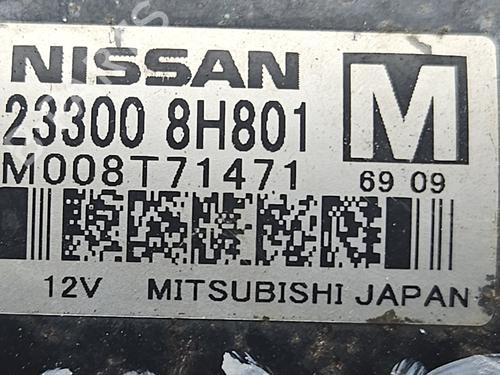 NISSAN
23300 8H801
M
M008T71471
69 09
12V MITSUBISHI JAPAN